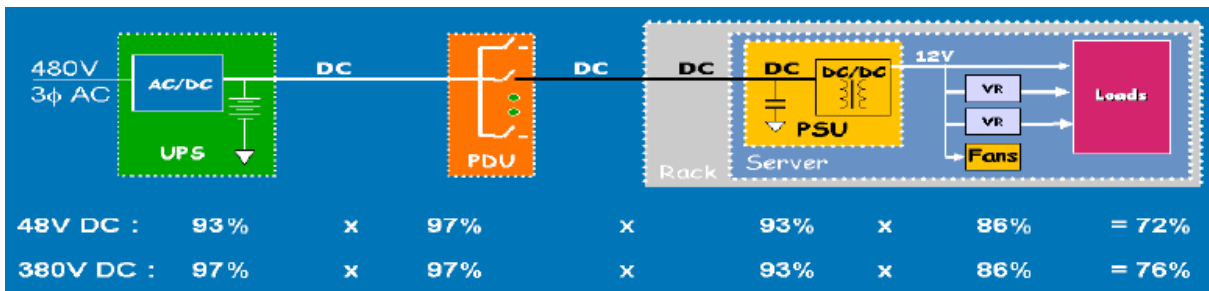 480V
3ϕ AC
AC/DC
UPS
DC
PDU
DC
DC
DC
DC/DC
PSU
12V
VR
VR
Fans
Loads
Rack
Server
48V DC : 93% x 97% x 93% x 86% = 72%
380V DC : 97% x 97% x 93% x 86% = 76%